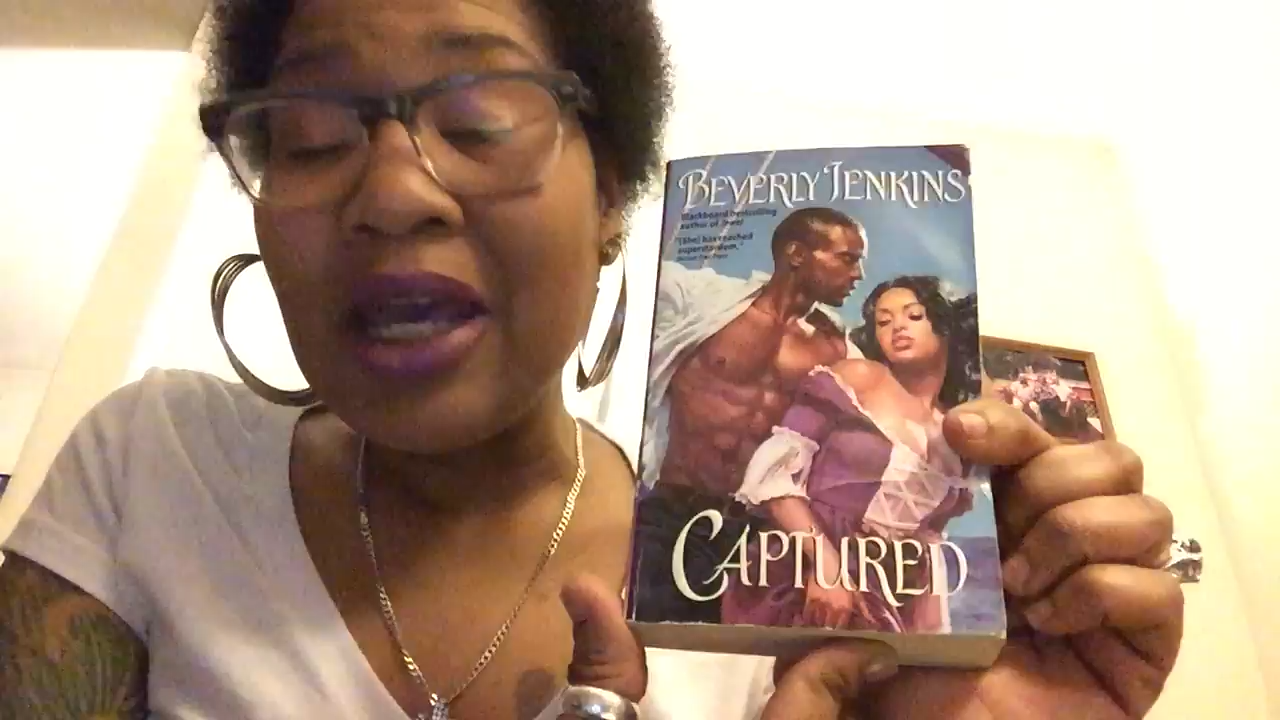 BEVERLY JENKINS
Blackboard bestselling
author of Jewel
"[She] has reached
superstardom."
CAPTURED